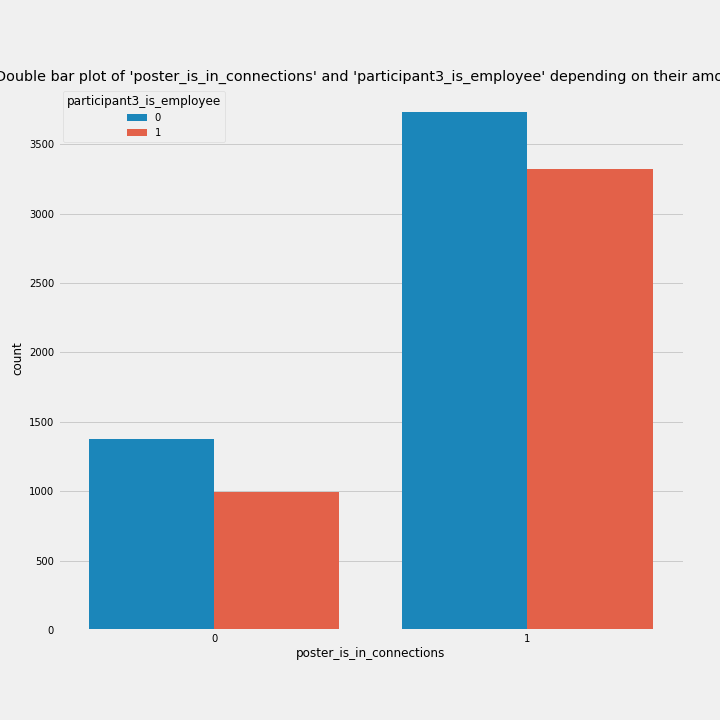 Double bar plot of 'poster_is_in_connections' and 'participant3_is_employee' depending on their
participant3_is_employee
0
1
3500
3000
2500
2000
1500
1000
500
0
count
0 1
poster_is_in_connections